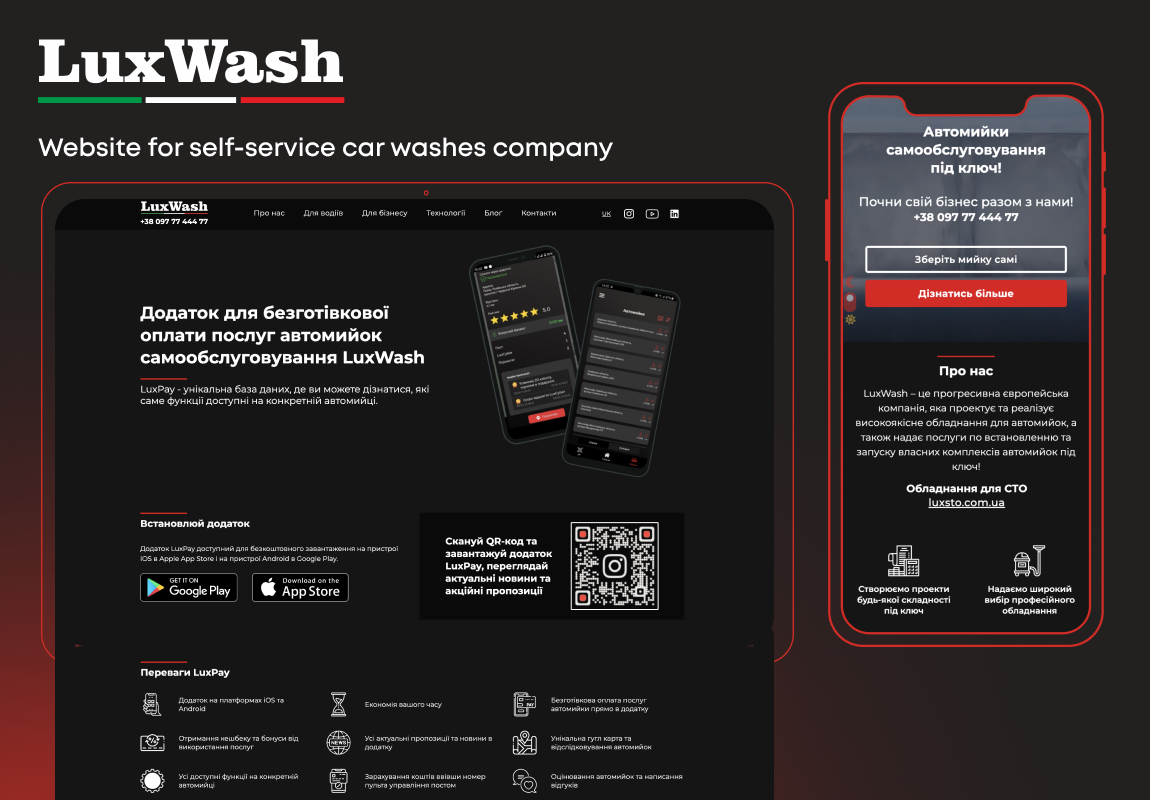 LuxWash
Website for self-service car washes company
LuxWash
+38 097 77 444 77
Про нас
Для водіїв
Для бізнесу
Технології
Блог
Контакти
UK
Додаток для безготівкової
оплати послуг автомийок
самообслуговування LuxWash
LuxPay - унікальна база даних, де ви можете дізнатися, які
саме функції доступні на конкретній автомийці.
5.0
Автомийки
Встановлюй додаток
Додаток LuxPay доступний для безкоштовного завантаження на пристрої
iOS в Apple App Store і на пристрої Android в Google Play.
GET IT ON
Google Play
Download on the
App Store
Скануй QR-код та
завантажуй додаток
LuxPay, переглядай
актуальні новини та
акційні пропозиції
Переваги LuxPay
Додаток на платформах iOS та
Android
Економія вашого часу
PAY
Безготівкова оплата послуг
автомийки прямо в додатку
Отримання кешбеку та бонуси від
використання послуг
NEWS
Усі актуальні пропозиції та новини в
додатку
Унікальна гугл карта та
відслідковування автомийок
Усі доступні функції на конкретній
автомийці
Зарахування коштів ввівши номер
пульта управління постом
Оцінювання автомийок та написання
відгуків
Автомийки
самообслуговування
під ключ!
Почни свій бізнес разом з нами!
+38 097 77 444 77
Зберіть мийку самі
Дізнатись більше
Про нас
LuxWash – це прогресивна європейська
компанія, яка проектує та реалізує
високоякісне обладнання для автомийок, а
також надає послуги по встановленню та
запуску власних комплексів автомийок під
ключ!
Обладнання для СТО
luxsto.com.ua
Створюємо проекти
будь-якої складності
під ключ
Надаємо широкий
вибір професійного
обладнання